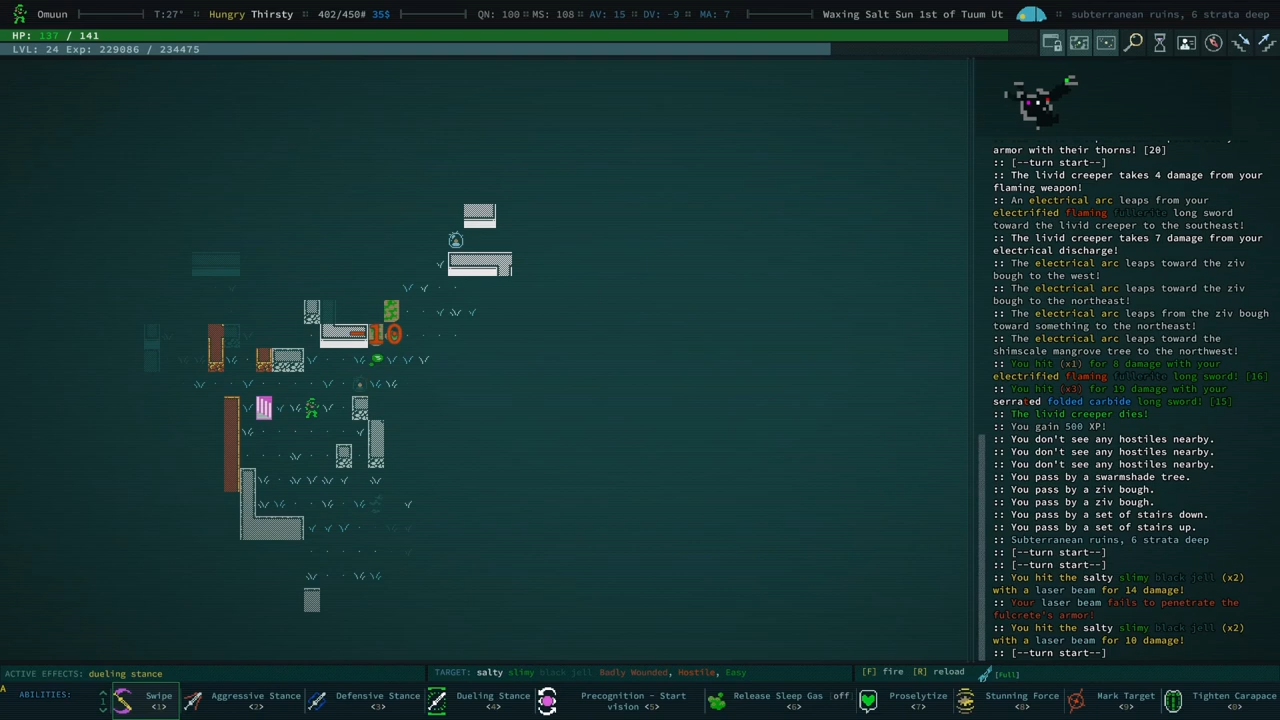 Omuun T:27° Hungry Thirsty 402/450# 35$ QN: 100 MS: 108 AV: 15 DV: -9 MA: 7 Waxing Salt Sun 1st of Tuum Ut subterranean ruins, 6 strata deep
HP: 137 / 141
LVL: 24 Exp: 229086 / 234475
armor with their thorns! [20]
:: [--turn start--]
:: The livid creeper takes 4 damage from your
flaming weapon!
:: An electrical arc leaps from your
electrified flaming fullerite long sword
toward the livid creeper to the southeast!
:: The livid creeper takes 7 damage from your
electrical discharge!
:: The electrical arc leaps toward the ziv
bough to the west!
:: The electrical arc leaps toward the ziv
bough to the northeast!
:: The electrical arc leaps from the ziv bough
toward something to the northeast!
:: The electrical arc leaps toward the
shimscale mangrove tree to the northwest!
:: You hit (x1) for 8 damage with your
electrified flaming fullerite long sword! [16]
:: You hit (x3) for 19 damage with your
serrated folded carbide long sword! [15]
:: The livid creeper dies!
:: You gain 500 XP!
:: You don't see any hostiles nearby.
:: You don't see any hostiles nearby.
:: You don't see any hostiles nearby.
:: You pass by a swarmshade tree.
:: You pass by a ziv bough.
:: You pass by a ziv bough.
:: You pass by a set of stairs down.
:: You pass by a set of stairs up.
:: Subterranean ruins, 6 strata deep
:: [--turn start--]
:: [--turn start--]
:: You hit the salty slimy black jell (x2)
with a laser beam for 14 damage!
:: Your laser beam fails to penetrate the
fulcrete's armor!
:: You hit the salty slimy black jell (x2)
with a laser beam for 10 damage!
:: [--turn start--]
-10
ACTIVE EFFECTS: dueling stance
TARGET: salty slimy black jell Badly Wounded, Hostile, Easy
[F] fire [R] reload [Full]
A
ABILITIES: 1 Swipe <1> Aggressive Stance <2> Defensive Stance <3> Dueling Stance <4> Precognition - Start vision <5> Release Sleep Gas [off] <6> Proselytize <7> Stunning Force <8> Mark Target <9> Tighten Carapace <0>